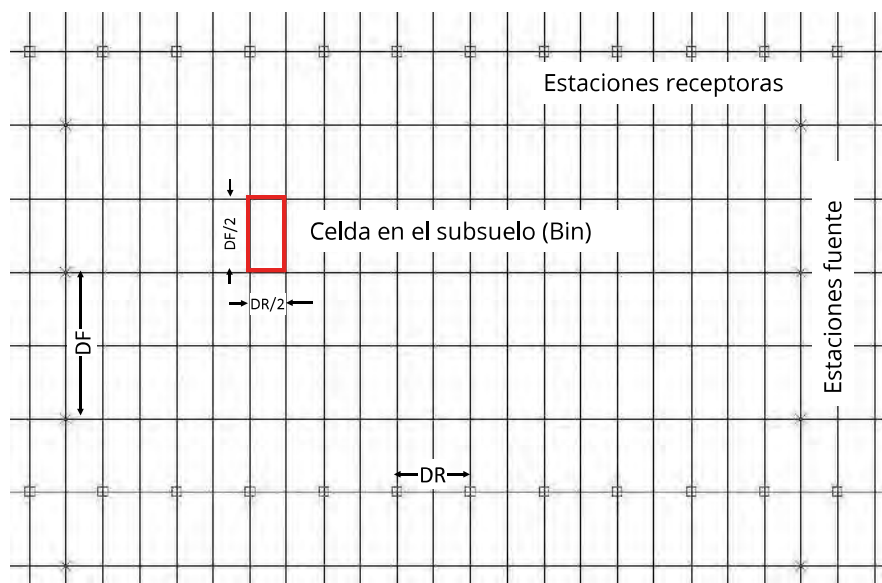 Estaciones receptoras
DF/2
Celda en el subsuelo (Bin)
DR/2
Estaciones fuente
DF
DR